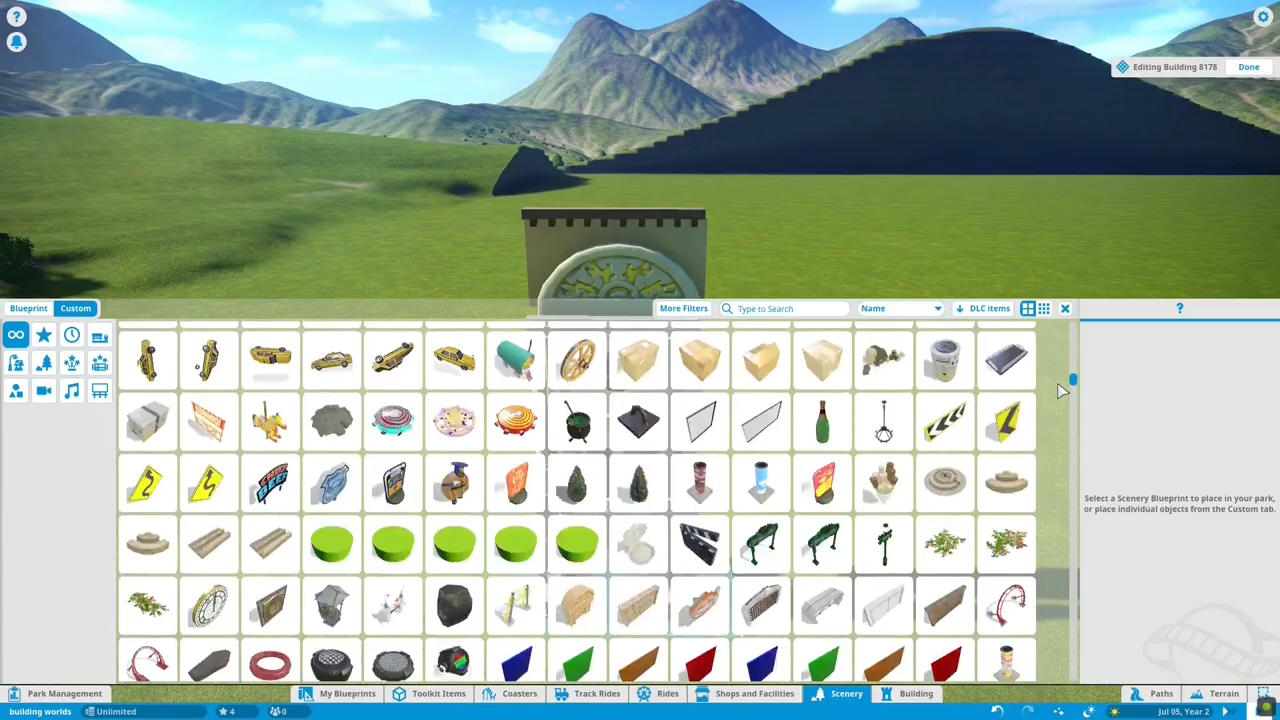 Editing Building 8178 Done
Blueprint Custom More Filters Type to Search Name DLC items
Select a Scenery Blueprint to place in your park,
or place individual objects from the Custom tab.
Park Management My Blueprints Toolkit Items Coasters Track Rides Rides Shops and Facilities Scenery Building Paths Terrain
building worlds Unlimited 4 0 Jul 05, Year 2